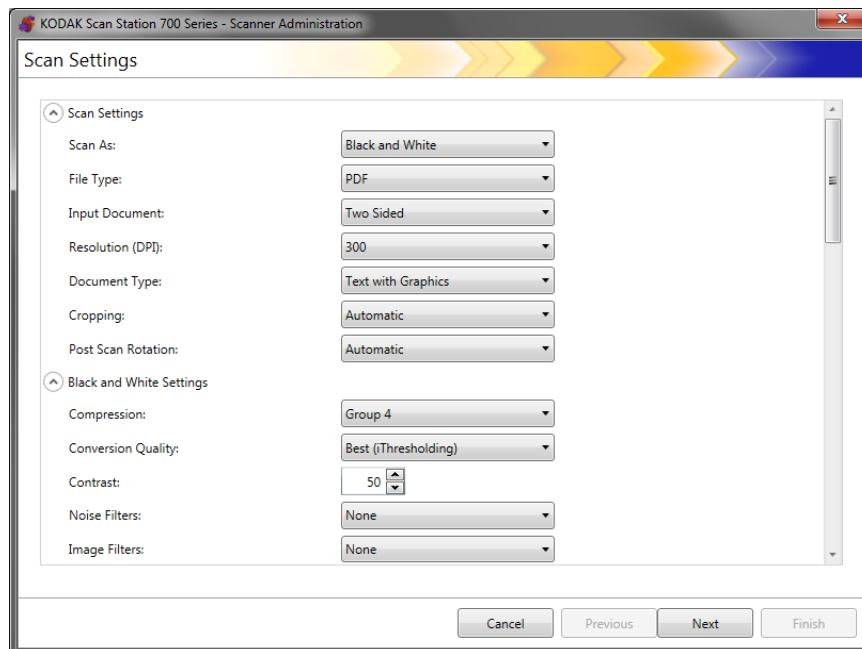 KODAK Scan Station 700 Series - Scanner Administration
Scan Settings
Scan Settings
Scan As: Black and White
File Type: PDF
Input Document: Two Sided
Resolution (DPI): 300
Document Type: Text with Graphics
Cropping: Automatic
Post Scan Rotation: Automatic
Black and White Settings
Compression: Group 4
Conversion Quality: Best (iThresholding)
Contrast: 50
Noise Filters: None
Image Filters: None
Cancel Previous Next Finish